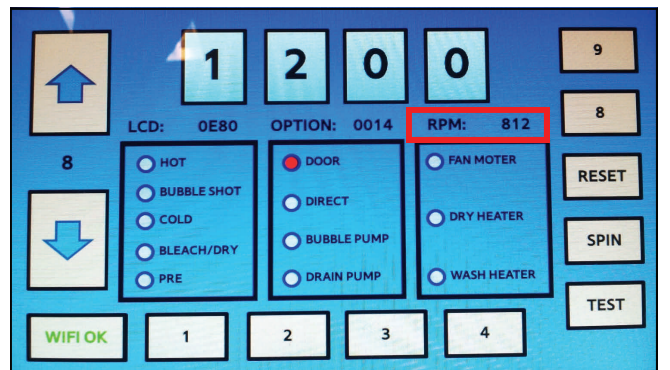 1 2 0 0
9
LCD: 0E80 OPTION: 0014 RPM: 812
8
8
HOT
BUBBLE SHOT
COLD
BLEACH/DRY
PRE
DOOR
DIRECT
BUBBLE PUMP
DRAIN PUMP
FAN MOTER
DRY HEATER
WASH HEATER
RESET
SPIN
TEST
WIFI OK
1
2
3
4